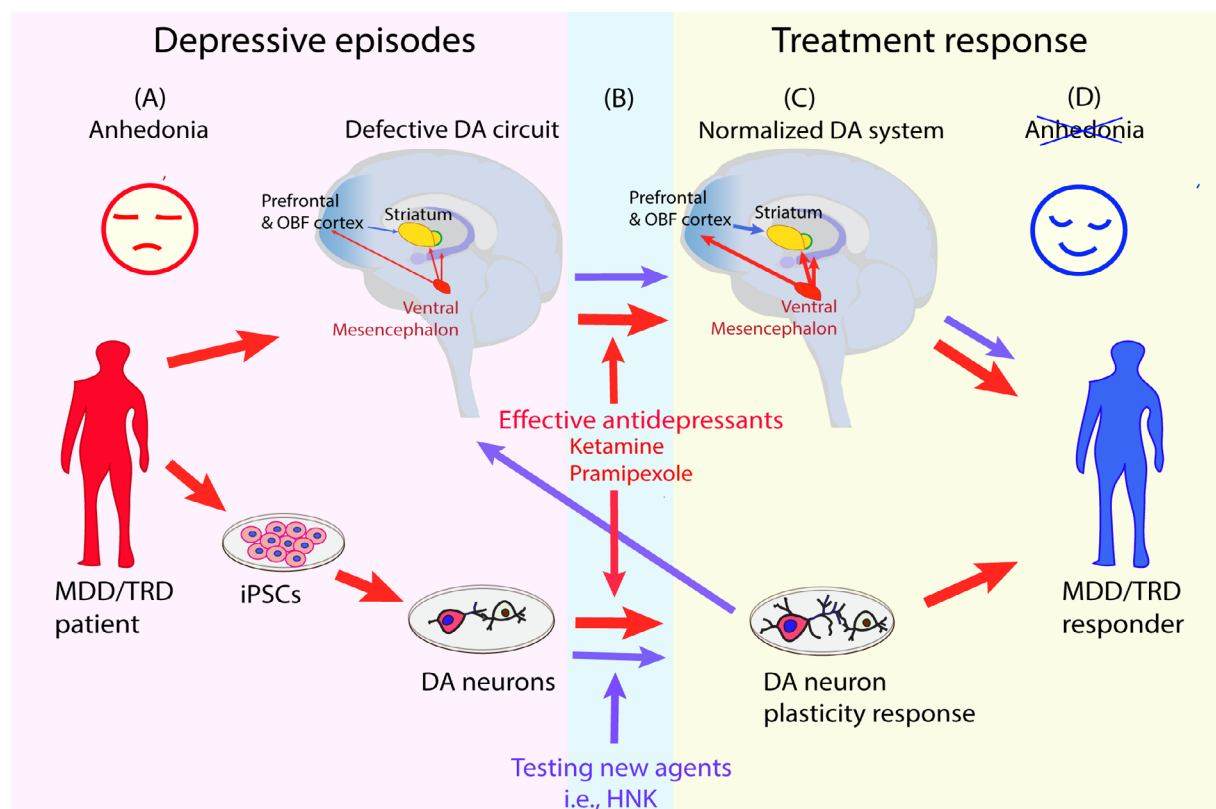 Depressive episodes
Treatment response
(A)
Anhedonia
Defective DA circuit
(B)
(C)
Normalized DA system
(D)
Anhedonia
Prefrontal
& OBF cortex
Striatum
Ventral
Mesencephalon
Prefrontal
& OBF cortex
Striatum
Ventral
Mesencephalon
Effective antidepressants
Ketamine
Pramipexole
MDD/TRD
patient
iPSCs
DA neurons
DA neuron
plasticity response
MDD/TRD
responder
Testing new agents
i.e., HNK